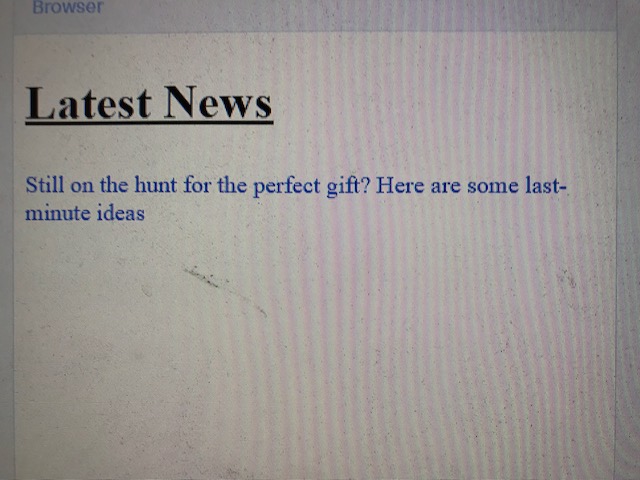 Browser
Latest News
Still on the hunt for the perfect gift? Here are some last-
minute ideas